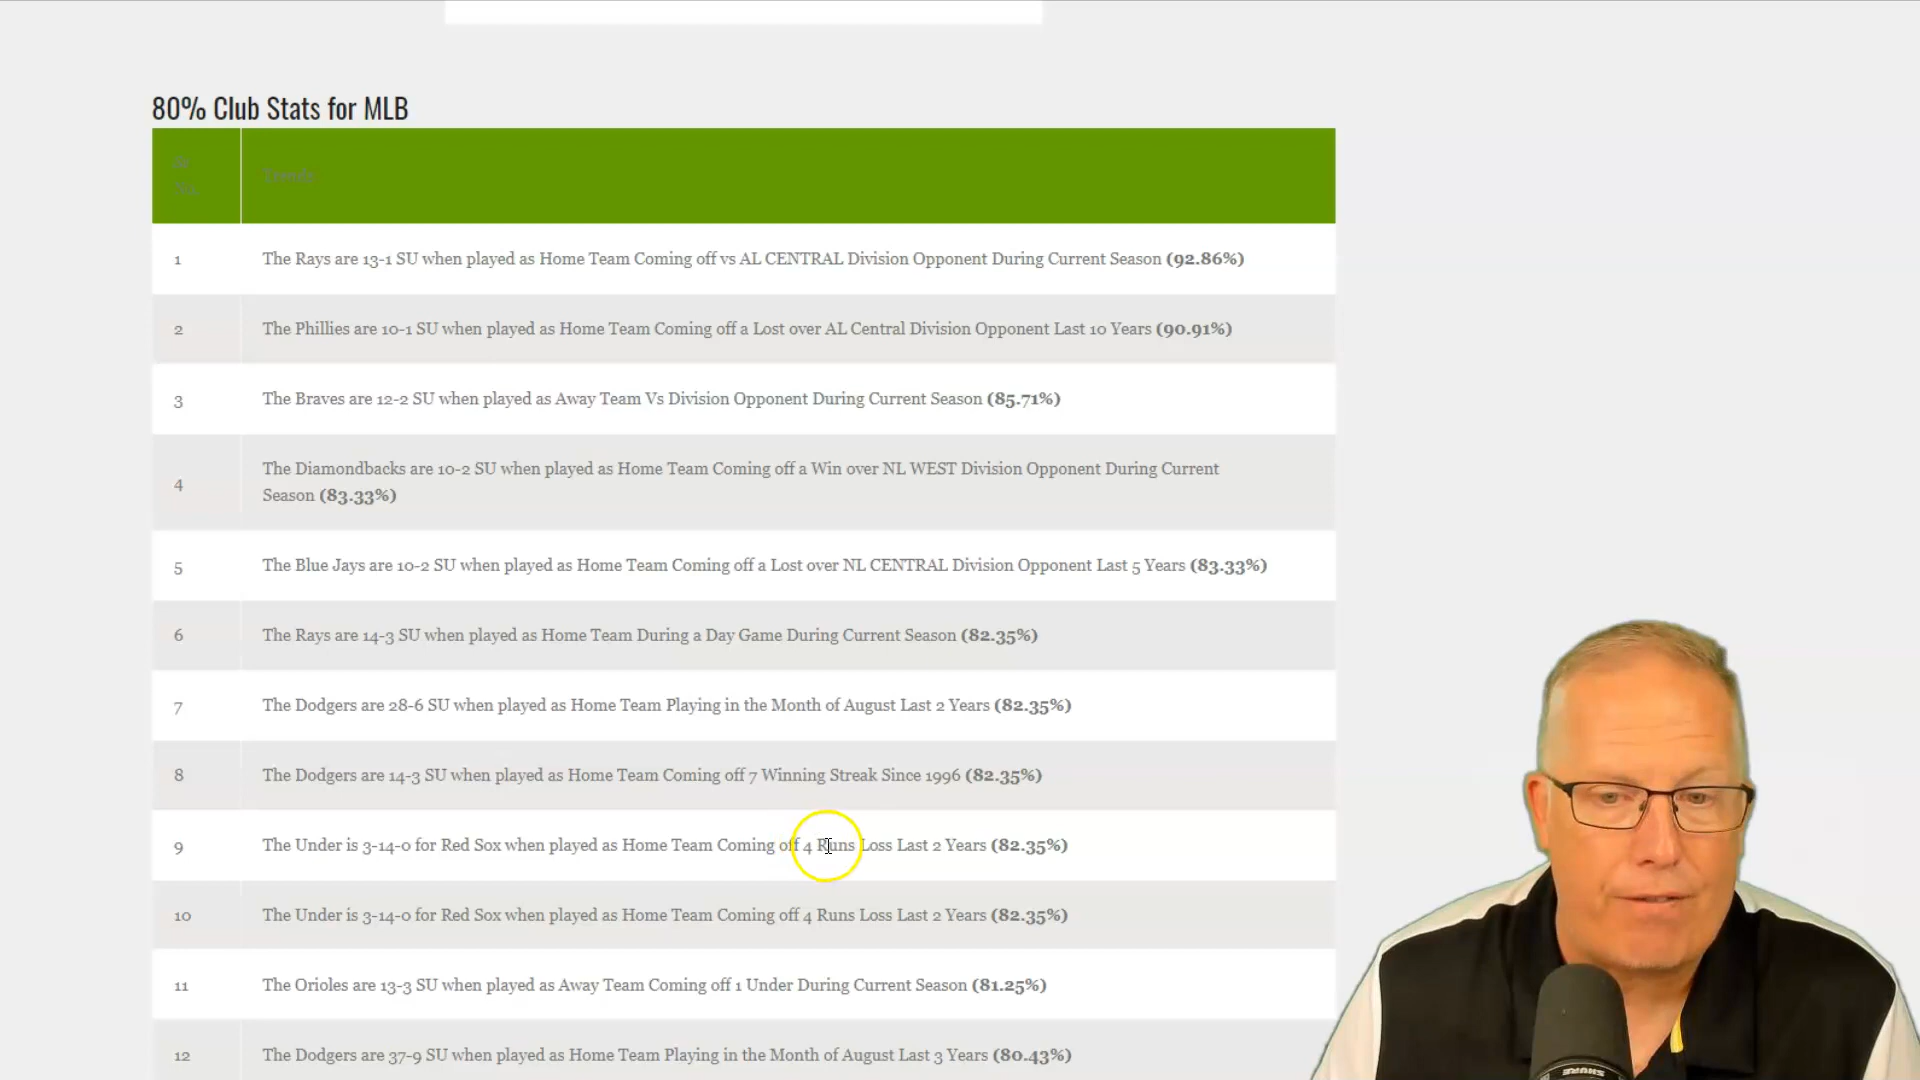 80% Club Stats for MLB
Sr No.
Trends
1 The Rays are 13-1 SU when played as Home Team Coming off vs AL CENTRAL Division Opponent During Current Season (92.86%)
2 The Phillies are 10-1 SU when played as Home Team Coming off a Lost over AL Central Division Opponent Last 10 Years (90.91%)
3 The Braves are 12-2 SU when played as Away Team Vs Division Opponent During Current Season (85.71%)
4 The Diamondbacks are 10-2 SU when played as Home Team Coming off a Win over NL WEST Division Opponent During Current
Season (83.33%)
5 The Blue Jays are 10-2 SU when played as Home Team Coming off a Lost over NL CENTRAL Division Opponent Last 5 Years (83.33%)
6 The Rays are 14-3 SU when played as Home Team During a Day Game During Current Season (82.35%)
7 The Dodgers are 28-6 SU when played as Home Team Playing in the Month of August Last 2 Years (82.35%)
8 The Dodgers are 14-3 SU when played as Home Team Coming off 7 Winning Streak Since 1996 (82.35%)
9 The Under is 3-14-0 for Red Sox when played as Home Team Coming off 4 Runs Loss Last 2 Years (82.35%)
10 The Under is 3-14-0 for Red Sox when played as Home Team Coming off 4 Runs Loss Last 2 Years (82.35%)
11 The Orioles are 13-3 SU when played as Away Team Coming off 1 Under During Current Season (81.25%)
12 The Dodgers are 37-9 SU when played as Home Team Playing in the Month of August Last 3 Years (80.43%)
SHURE